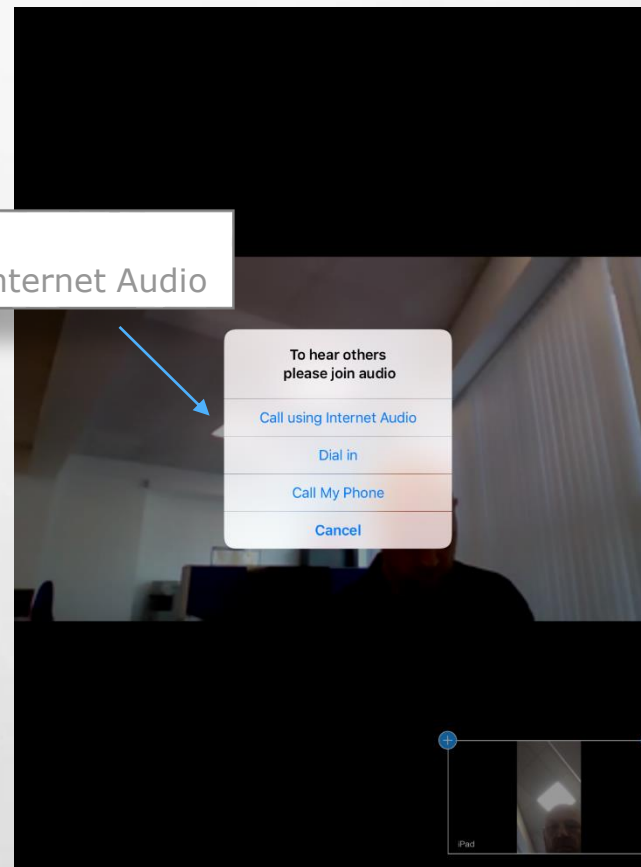 nternet Audio
To hear others
please join audio
Call using Internet Audio
Dial in
Call My Phone
Cancel
iPad